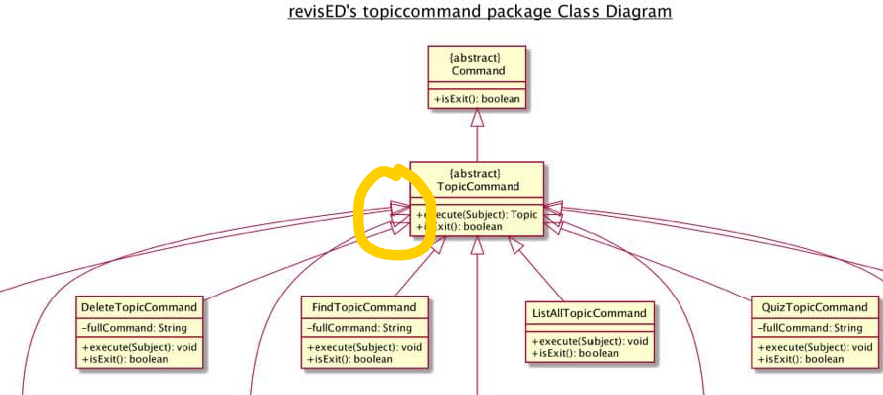 revisED's topiccommand package Class Diagram
{abstract}
Command
+isExit(): boolean
{abstract}
TopicCommand
+execute(Subject): Topic
+isExit(): boolean
DeleteTopicCommand
-fullCommand: String
+execute(Subject): void
+isExit(): boolean
FindTopicCommand
-fullCommand: String
+execute(Subject): void
+isExit(): boolean
ListAllTopicCommand
+execute(Subject): void
+isExit(): boolean
QuizTopicCommand
-fullCommand: String
+execute(Subject): void
+isExit(): boolean